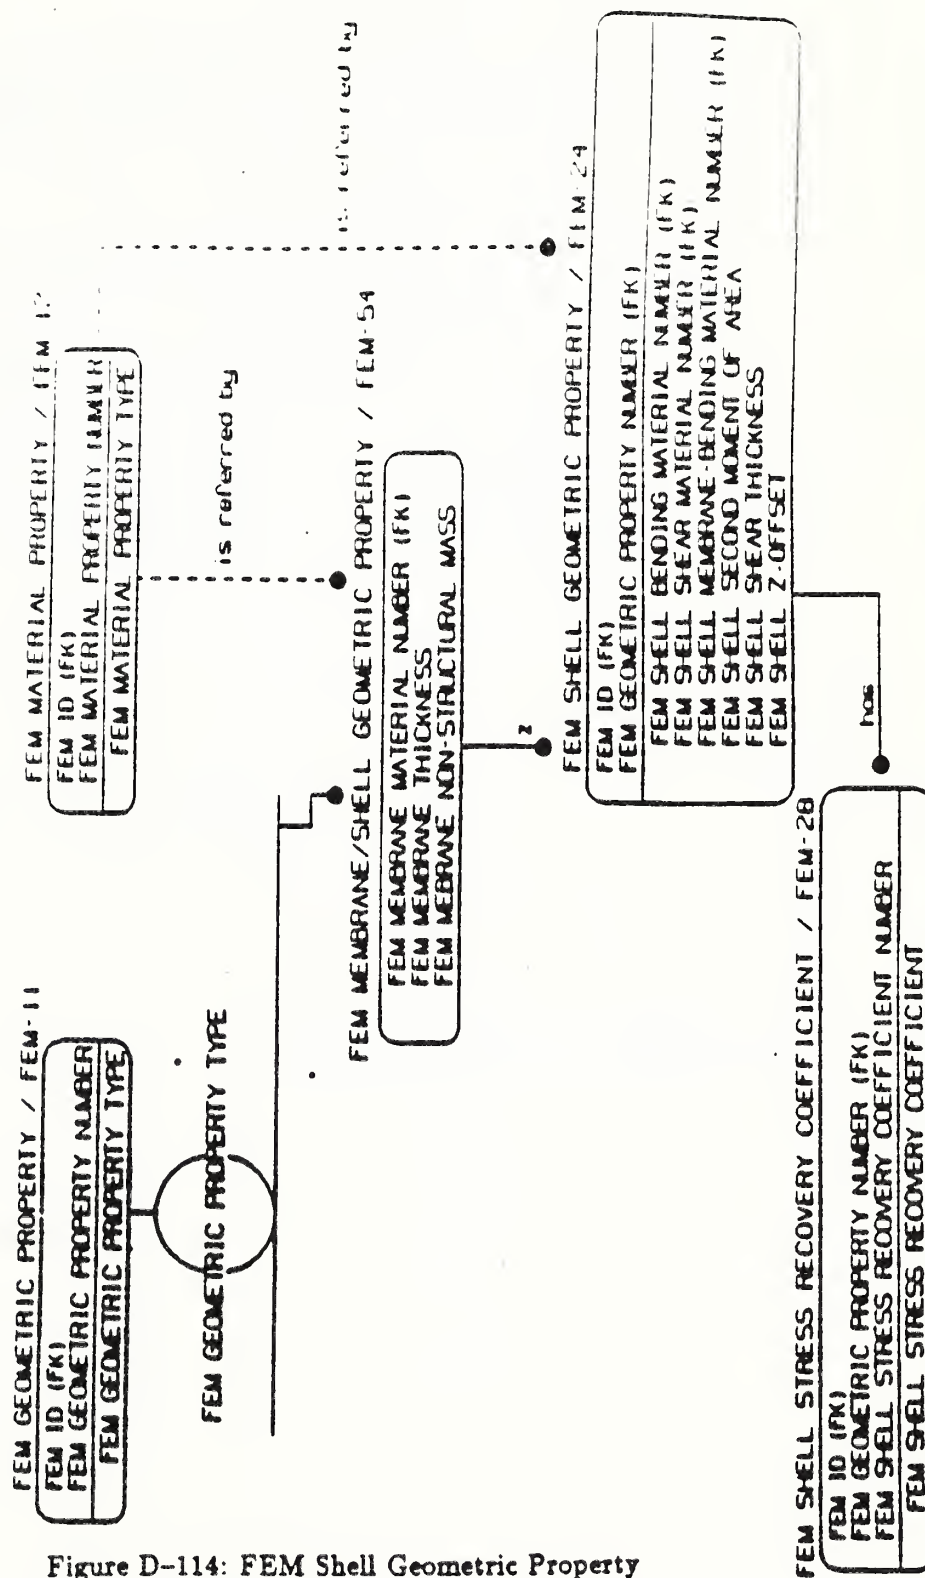 FEM GEOMETRIC PROPERTY / FEM-11
FEM ID (FK)
FEM GEOMETRIC PROPERTY NUMBER
FEM GEOMETRIC PROPERTY TYPE
FEM GEOMETRIC PROPERTY TYPE
FEM MATERIAL PROPERTY / FEM
FEM ID (FK)
FEM MATERIAL PROPERTY NUMBER
FEM MATERIAL PROPERTY TYPE
is referred by
is referred by
FEM MEMBRANE/SHELL GEOMETRIC PROPERTY / FEM-54
FEM MEMBRANE MATERIAL NUMBER (FK)
FEM MEMBRANE THICKNESS
FEM MEBRANE NON-STRUCTURAL MASS
Z
FEM SHELL GEOMETRIC PROPERTY / FEM-24
FEM ID (FK)
FEM GEOMETRIC PROPERTY NUMBER (FK)
FEM SHELL BENDING MATERIAL NUMBER (FK)
FEM SHELL SHEAR MATERIAL NUMBER (FK)
FEM SHELL MEMBRANE-BENDING MATERIAL NUMBER (FK)
FEM SHELL SECOND MOMENT OF AREA
FEM SHELL SHEAR THICKNESS
FEM SHELL Z-OFFSET
has
FEM SHELL STRESS RECOVERY COEFFICIENT / FEM-28
FEM ID (FK)
FEM GEOMETRIC PROPERTY NUMBER (FK)
FEM SHELL STRESS RECOVERY COEFFICIENT NUMBER
FEM SHELL STRESS RECOVERY COEFFICIENT
Figure D-114: FEM Shell Geometric Property